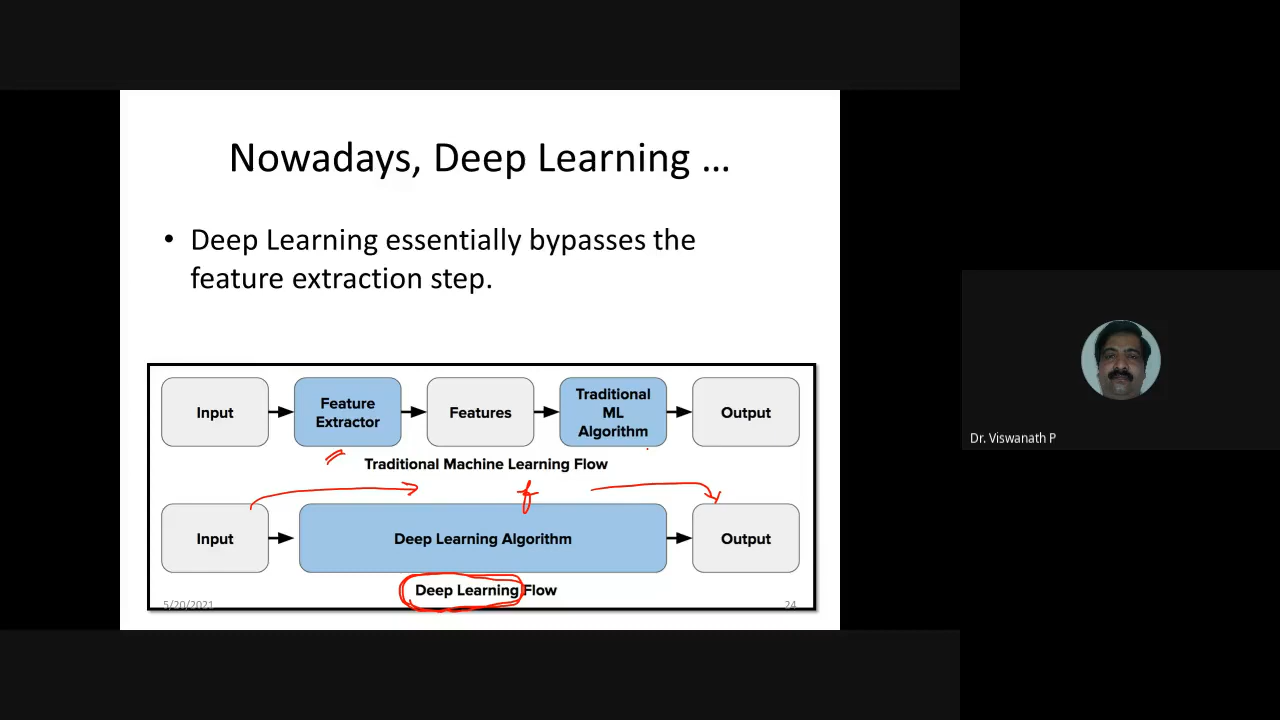 Nowadays, Deep Learning ...
• Deep Learning essentially bypasses the
feature extraction step.
Input
Feature
Extractor
Features
Traditional
ML
Algorithm
Output
Traditional Machine Learning Flow
f
Input
Deep Learning Algorithm
Output
Deep Learning Flow
5/20/2021
24
Dr. Viswanath P